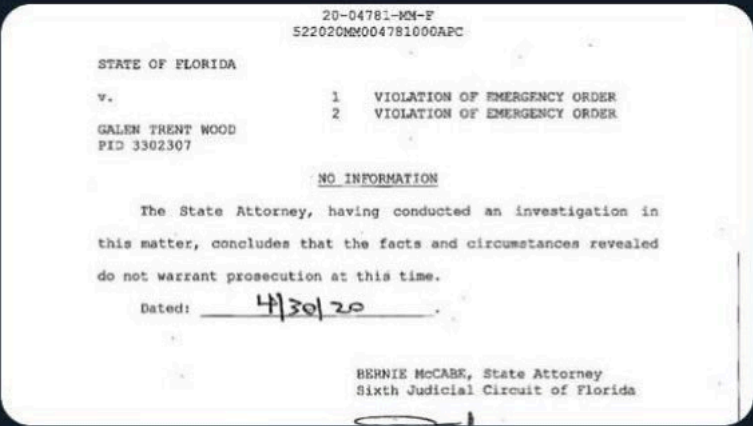 20-04781-MM-F
522020MM004781000APC
STATE OF FLORIDA
v.
1 VIOLATION OF EMERGENCY ORDER
2 VIOLATION OF EMERGENCY ORDER
GALEN TRENT WOOD
PID 3302307
NO INFORMATION
The State Attorney, having conducted an investigation in
this matter, concludes that the facts and circumstances revealed
do not warrant prosecution at this time.
Dated: 4/30/20.
BERNIE McCABE, State Attorney
Sixth Judicial Circuit of Florida